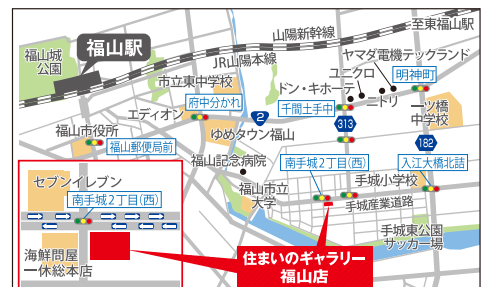 至東福山駅
山陽新幹線
福山駅
福山城
公園
JR山陽本線
ヤマダ電機テックランド
ユニクロ
明神町
市立東中学校
ドン・キホーテ
ニトリ
府中分かれ
千間土手中
一ツ橋
中学校
エディオン
2
313
福山市役所
ゆめタウン福山
182
福山郵便局前
福山記念病院
南手城2丁目(西)
入江大橋北詰
セブンイレブン
手城小学校
福山市立
大学
南手城2丁目(西)
手城産業道路
手城東公園
サッカー場
海鮮問屋
一休総本店
住まいのギャラリー
福山店